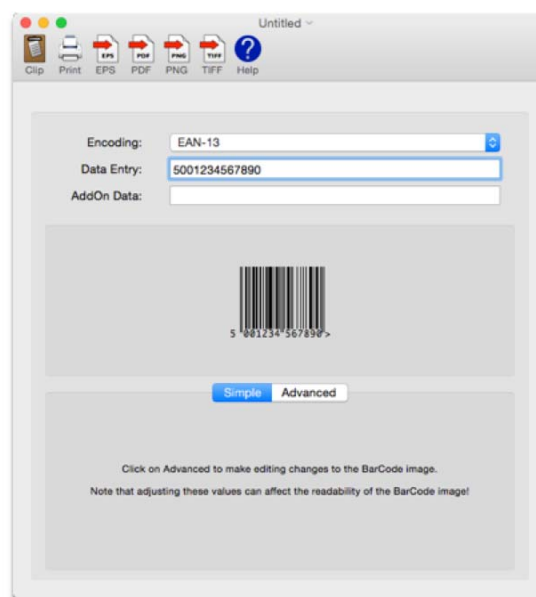 Untitled
EPS PDF PNG TIFF ?
Clip Print EPS PDF PNG TIFF Help
Encoding: EAN-13
Data Entry: 5001234567890
AddOn Data:
5 001234 567890 >
Simple Advanced
Click on Advanced to make editing changes to the BarCode image.
Note that adjusting these values can affect the readability of the BarCode image!